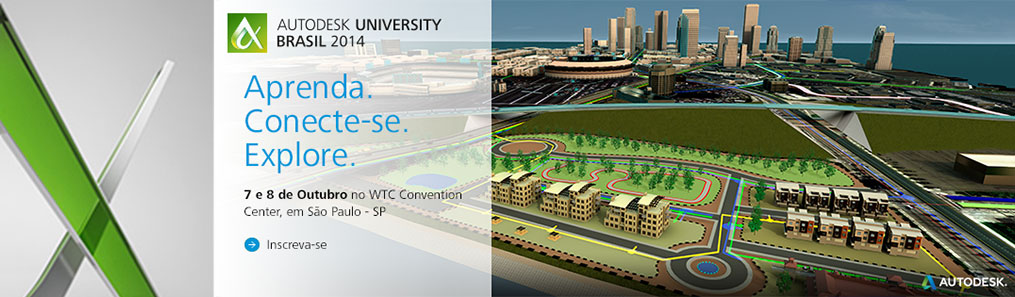 AUTODESK UNIVERSITY
BRASIL 2014
Aprenda.
Conecte-se.
Explore.
7 e 8 de Outubro no WTC Convention
Center, em São Paulo - SP
Inscreva-se
AUTODESK.